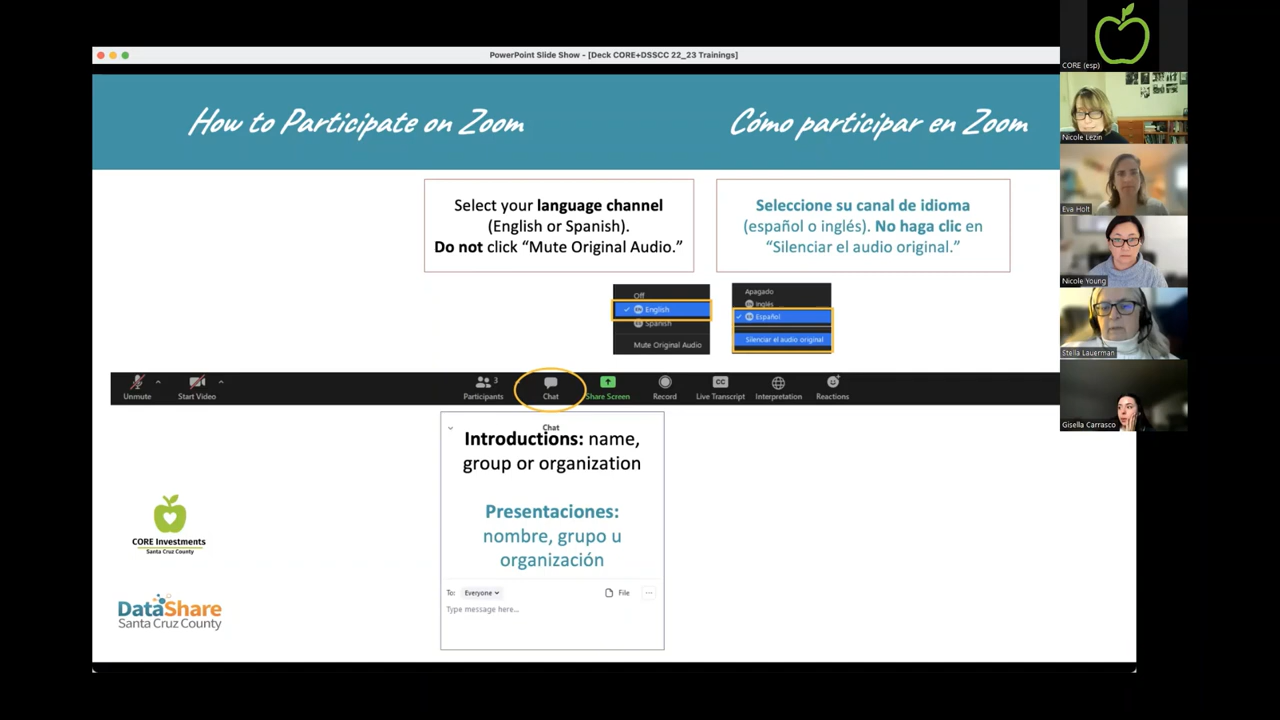 PowerPoint Slide Show - [Deck CORE+DSSCC 22_23 Trainings]
How to Participate on Zoom
Cómo participar en Zoom
Select your language channel
(English or Spanish).
Do not click “Mute Original Audio.”
Seleccione su canal de idioma
(español o inglés). No haga clic en
“Silenciar el audio original.”
Off
English
Spanish
Mute Original Audio
Apagado
Inglés
Español
Silenciar el audio original
Unmute
Start Video
Participants
3
Chat
Share Screen
Record
CC
Live Transcript
Interpretation
Reactions
Chat
Introductions: name,
group or organization
Presentaciones:
nombre, grupo u
organización
To: Everyone
File
Type message here...
CORE Investments
Santa Cruz County
DataShare
Santa Cruz County
CORE (esp)
Nicole Lezin
Eva Holt
Nicole Young
Stella Lauerman
Gisella Carrasco